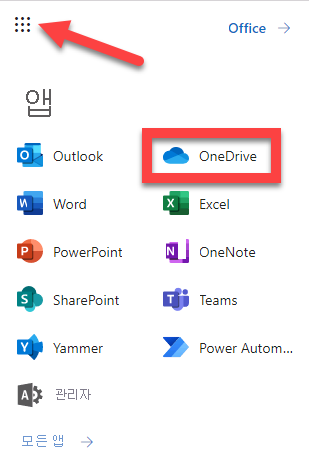 Office →
앱
Outlook
OneDrive
Word
Excel
PowerPoint
OneNote
SharePoint
Teams
Yammer
Power Autom...
관리자
모든 앱 →